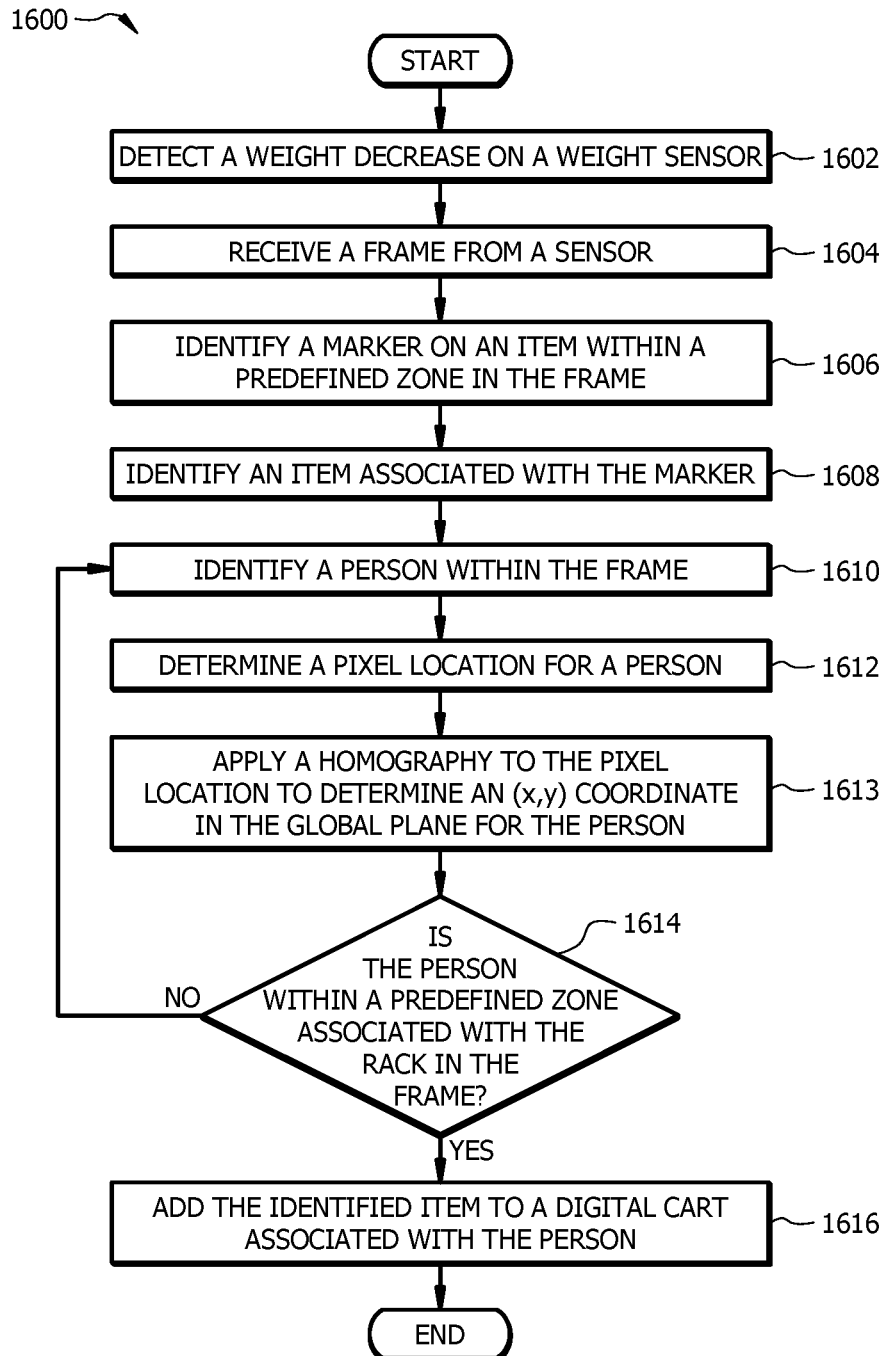 1600
START
DETECT A WEIGHT DECREASE ON A WEIGHT SENSOR
1602
RECEIVE A FRAME FROM A SENSOR
1604
IDENTIFY A MARKER ON AN ITEM WITHIN A
PREDEFINED ZONE IN THE FRAME
1606
IDENTIFY AN ITEM ASSOCIATED WITH THE MARKER
1608
IDENTIFY A PERSON WITHIN THE FRAME
1610
DETERMINE A PIXEL LOCATION FOR A PERSON
1612
APPLY A HOMOGRAPHY TO THE PIXEL
LOCATION TO DETERMINE AN (x,y) COORDINATE
IN THE GLOBAL PLANE FOR THE PERSON
1613
IS
THE PERSON
WITHIN A PREDEFINED ZONE
ASSOCIATED WITH THE
RACK IN THE
FRAME?
1614
NO
YES
ADD THE IDENTIFIED ITEM TO A DIGITAL CART
ASSOCIATED WITH THE PERSON
1616
END